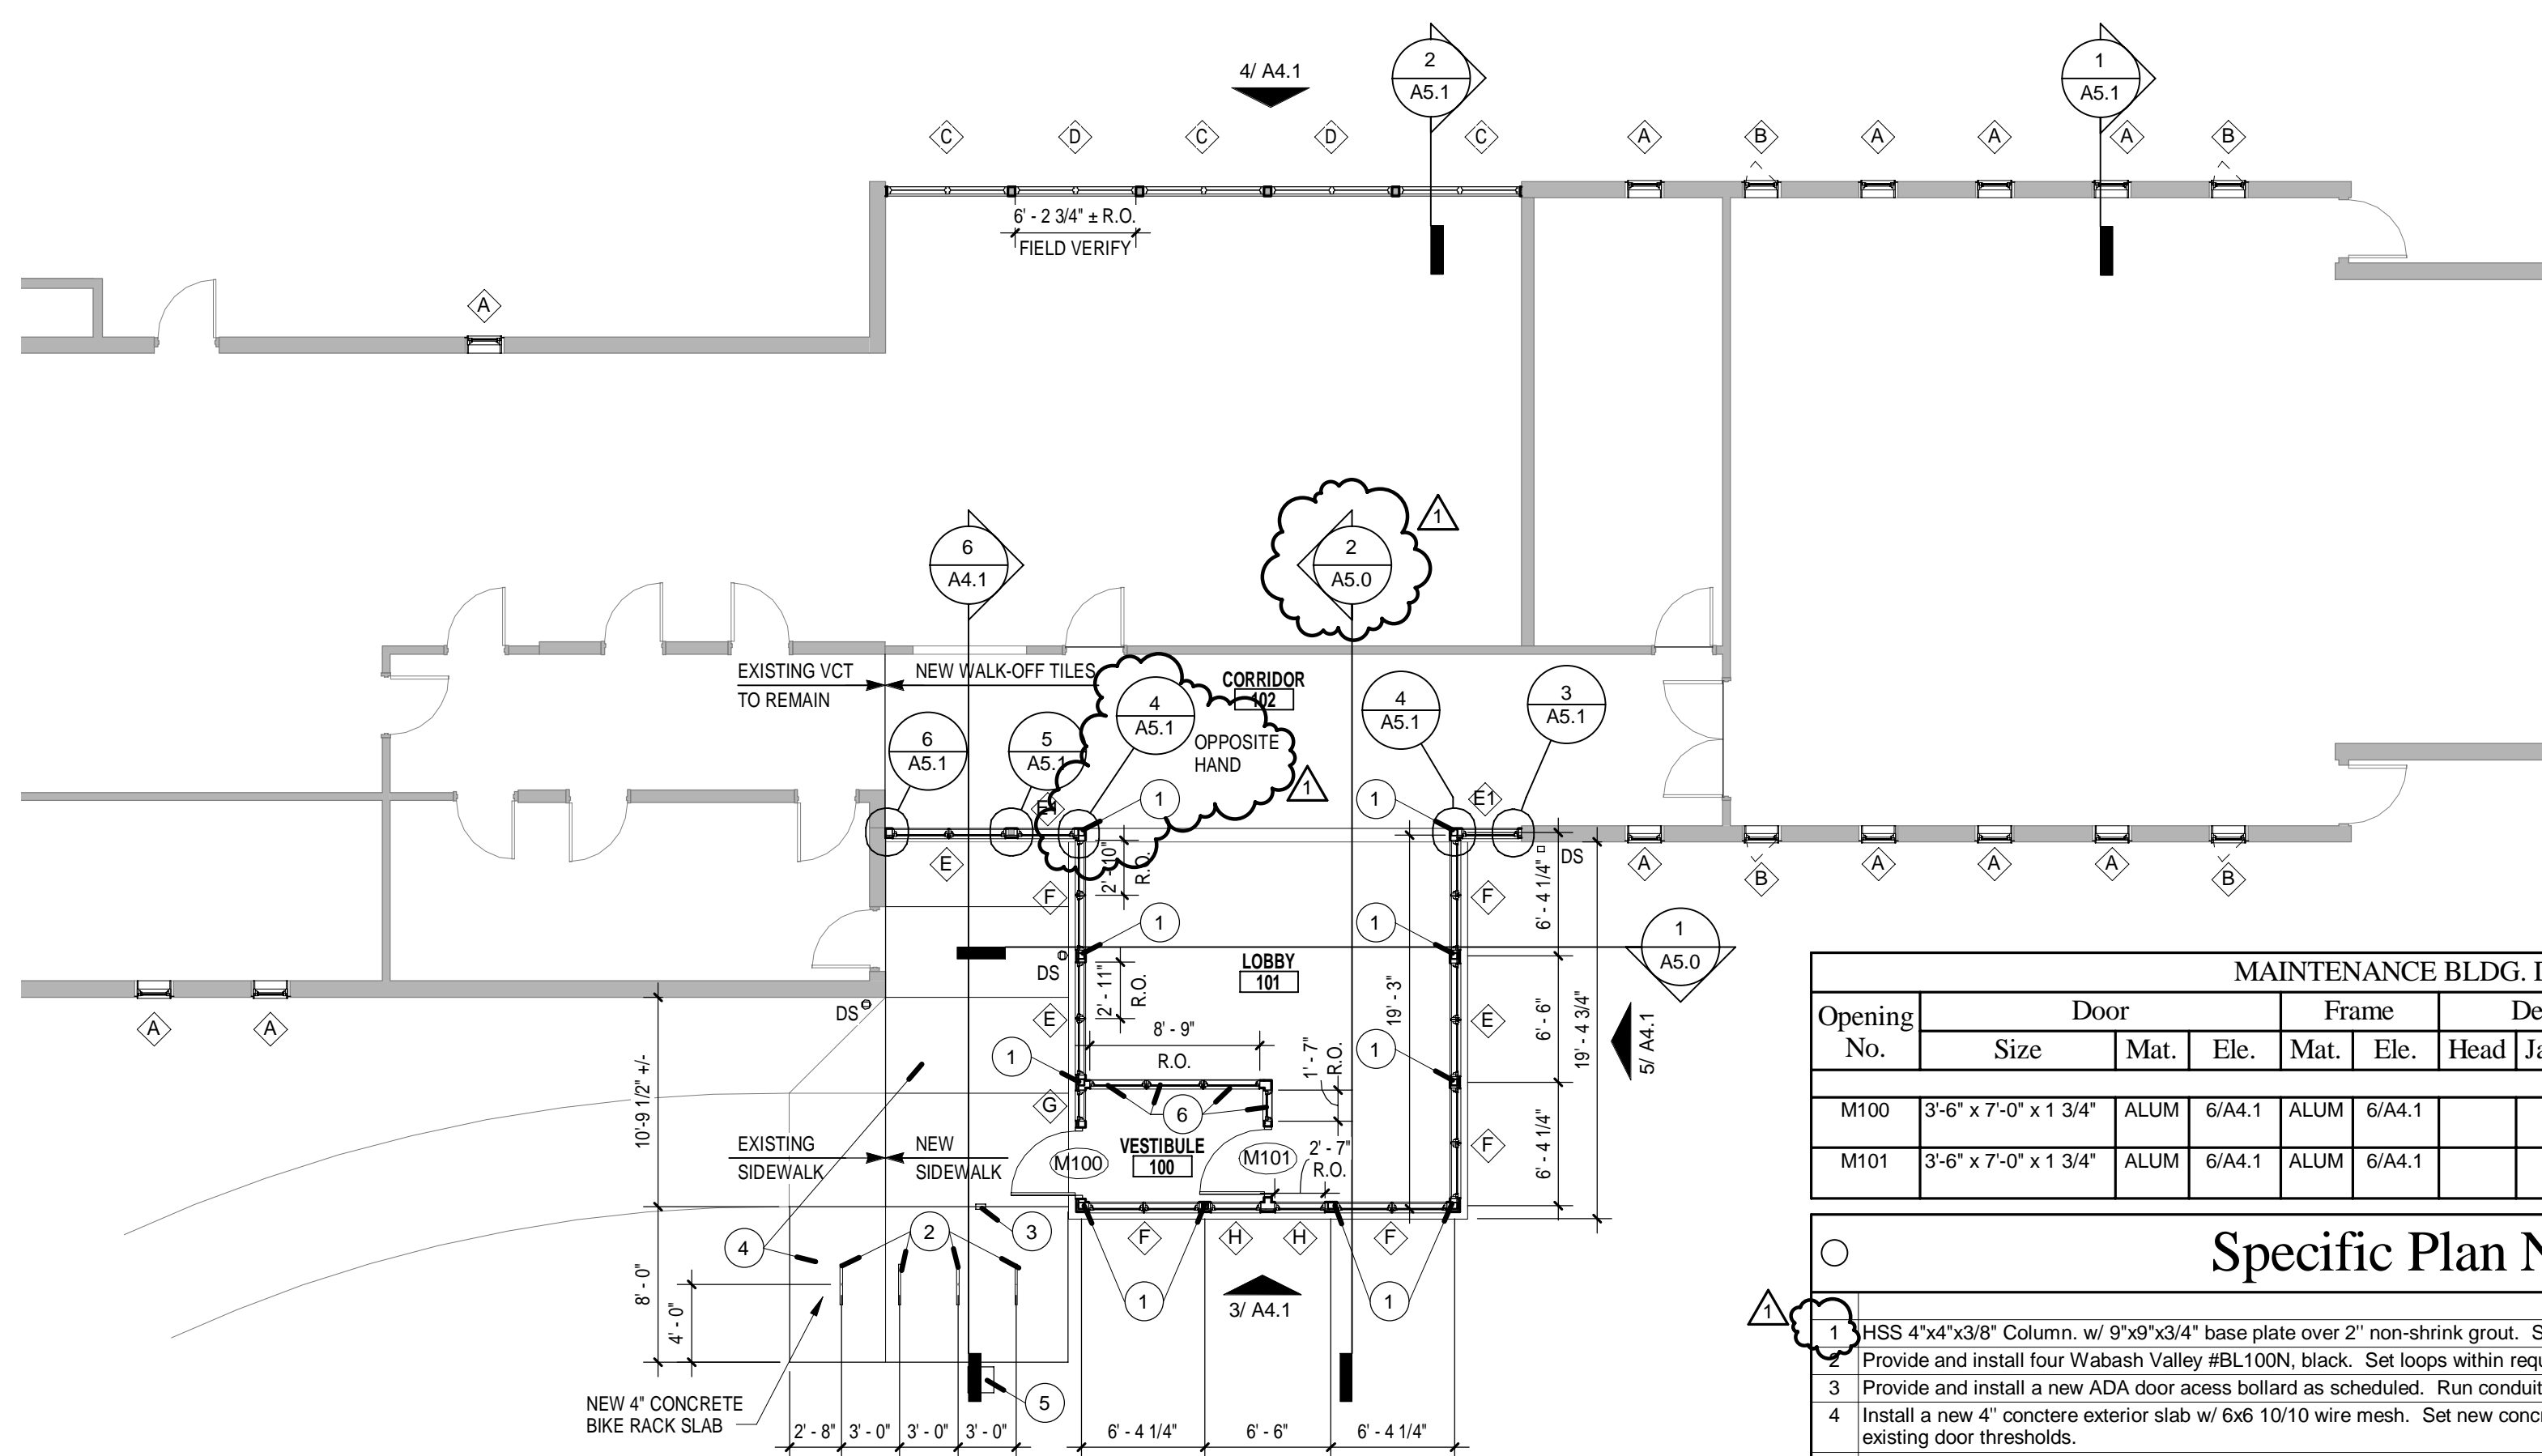 4/ A4.1
2
A5.1
1
A5.1
C
D
C
D
C
A
B
A
A
A
B
6' - 2 3/4" ± R.O.
FIELD VERIFY
A
1
6
A4.1
2
A5.0
EXISTING VCT
TO REMAIN
NEW WALK-OFF TILES
CORRIDOR
102
4
A5.1
4
A5.1
3
A5.1
6
A5.1
5
A5.1
OPPOSITE
HAND
1
E1
1
1
E1
E
2' - 10"
R.O.
DS
A
B
A
A
A
B
F
F
6' - 4 1/4"
1
1
1
A5.0
LOBBY
101
DS
DS
2' - 11"
R.O.
19' - 3"
19' - 4 3/4"
E
E
6' - 6"
5/ A4.1
A
A
8' - 9"
R.O.
1' - 7"
R.O.
1
1
G
6
10'-9 1/2" +/-
EXISTING
SIDEWALK
NEW
SIDEWALK
VESTIBULE
100
M100
M101
2' - 7"
R.O.
F
6' - 4 1/4"
4
2
3
F
H
H
F
8' - 0"
4' - 0"
1
1
3/ A4.1
5
NEW 4" CONCRETE
BIKE RACK SLAB
2' - 8"
3' - 0"
3' - 0"
3' - 0"
6' - 4 1/4"
6' - 6"
6' - 4 1/4"
MAINTENANCE BLDG. D
Opening No.
Door
Frame
De
Size
Mat.
Ele.
Mat.
Ele.
Head
Ja
M100 3'-6" x 7'-0" x 1 3/4" ALUM 6/A4.1 ALUM 6/A4.1
M101 3'-6" x 7'-0" x 1 3/4" ALUM 6/A4.1 ALUM 6/A4.1
Specific Plan N
1
1 HSS 4"x4"x3/8" Column. w/ 9"x9"x3/4" base plate over 2'' non-shrink grout. S
2 Provide and install four Wabash Valley #BL100N, black. Set loops within requ
3 Provide and install a new ADA door acess bollard as scheduled. Run conduit
4 Install a new 4'' conctere exterior slab w/ 6x6 10/10 wire mesh. Set new concr
existing door thresholds.